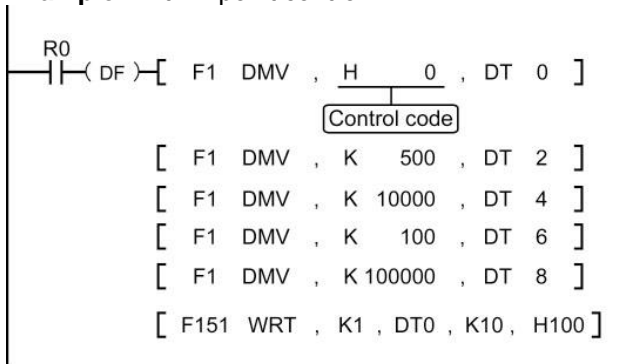 R0
( DF ) [ F1 DMV , H 0 , DT 0 ]
Control code
[ F1 DMV , K 500 , DT 2 ]
[ F1 DMV , K 10000 , DT 4 ]
[ F1 DMV , K 100 , DT 6 ]
[ F1 DMV , K 100000 , DT 8 ]
[ F151 WRT , K1 , DT0 , K10 , H100 ]